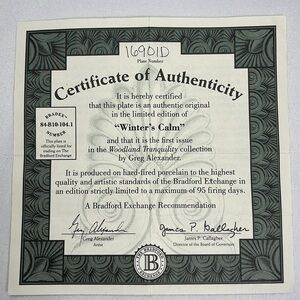 16901D
Plate Number
Certificate of Authenticity
It is hereby certified
that this plate is an authentic original
in the limited edition of
"Winter's Calm"
BRADEX
84-B10-104.1
NUMBER
This plate is
officially listed for
trading on The
Bradford Exchange
and that it is the first issue
in the Woodland Tranquility collection
by Greg Alexander.
It is produced on hard-fired porcelain to the highest
quality and artistic standards of the Bradford Exchange in
an edition strictly limited to a maximum of 95 firing days.
A Bradford Exchange Recommendation
Greg Alexander
James P. Gallagher
Greg Alexander
Artist
James P. Gallagher
Director of the Board of Governors
B